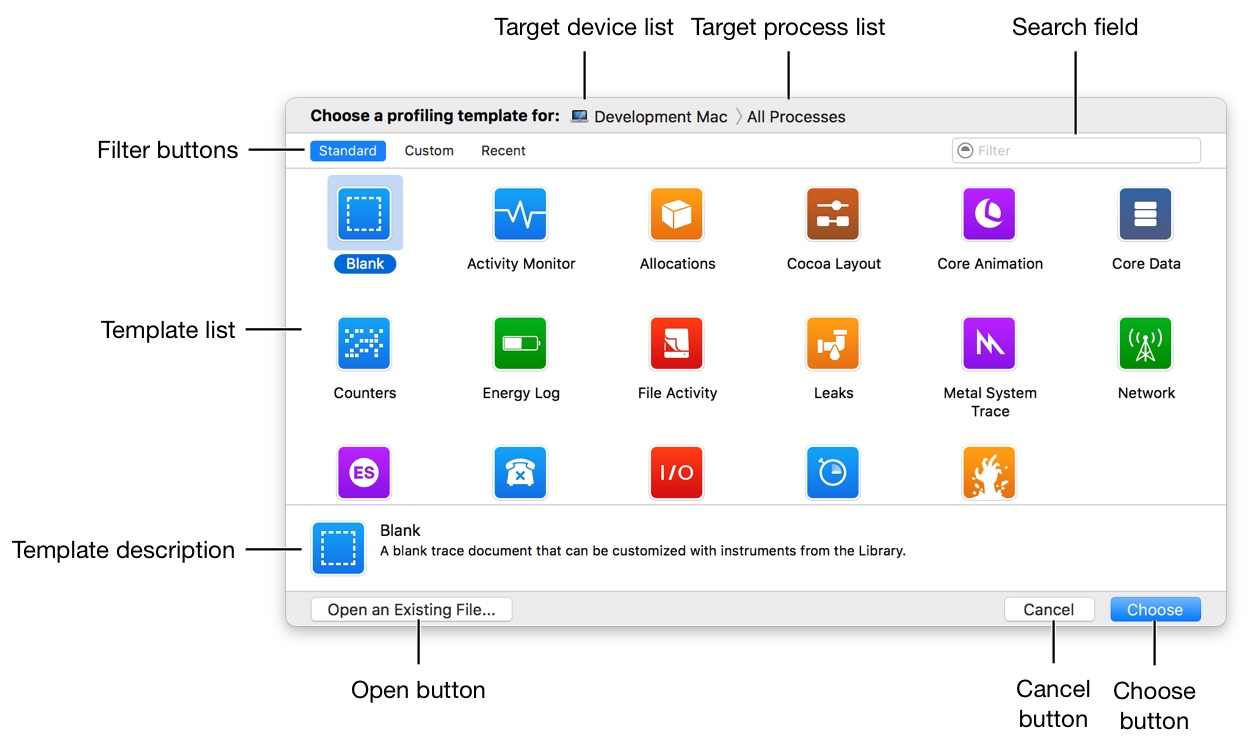 Target device list Target process list Search field
Choose a profiling template for: Development Mac 〉All Processes
Filter buttons Standard Custom Recent Filter
Blank Activity Monitor Allocations Cocoa Layout Core Animation Core Data
Template list
Counters Energy Log File Activity Leaks Metal System Trace Network
ES I/O
Blank
Template description A blank trace document that can be customized with instruments from the Library.
Open an Existing File... Cancel Choose
Open button Cancel button Choose button